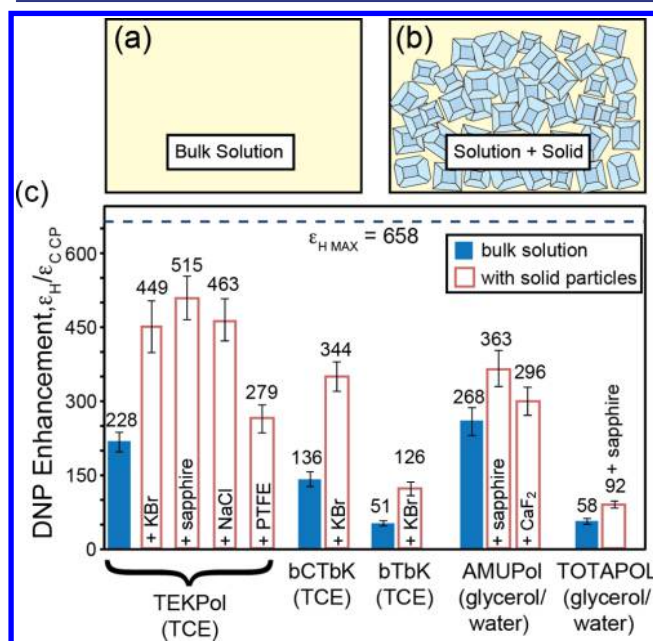 (a)
Bulk Solution
(b)
Solution + Solid
(c)
DNP Enhancement, εH/εC CP
600
450
300
150
0
εH MAX = 658
bulk solution
with solid particles
228
449
515
463
279
136
344
51
126
268
363
296
58
92
+ KBr
+ sapphire
+ NaCl
+ PTFE
+ KBr
+ KBr
+ sapphire
+ CaF₂
+ sapphire
TEKPol
(TCE)
bCTbK
(TCE)
bTbK
(TCE)
AMUPol
(glycerol/
water)
TOTAPOL
(glycerol/
water)